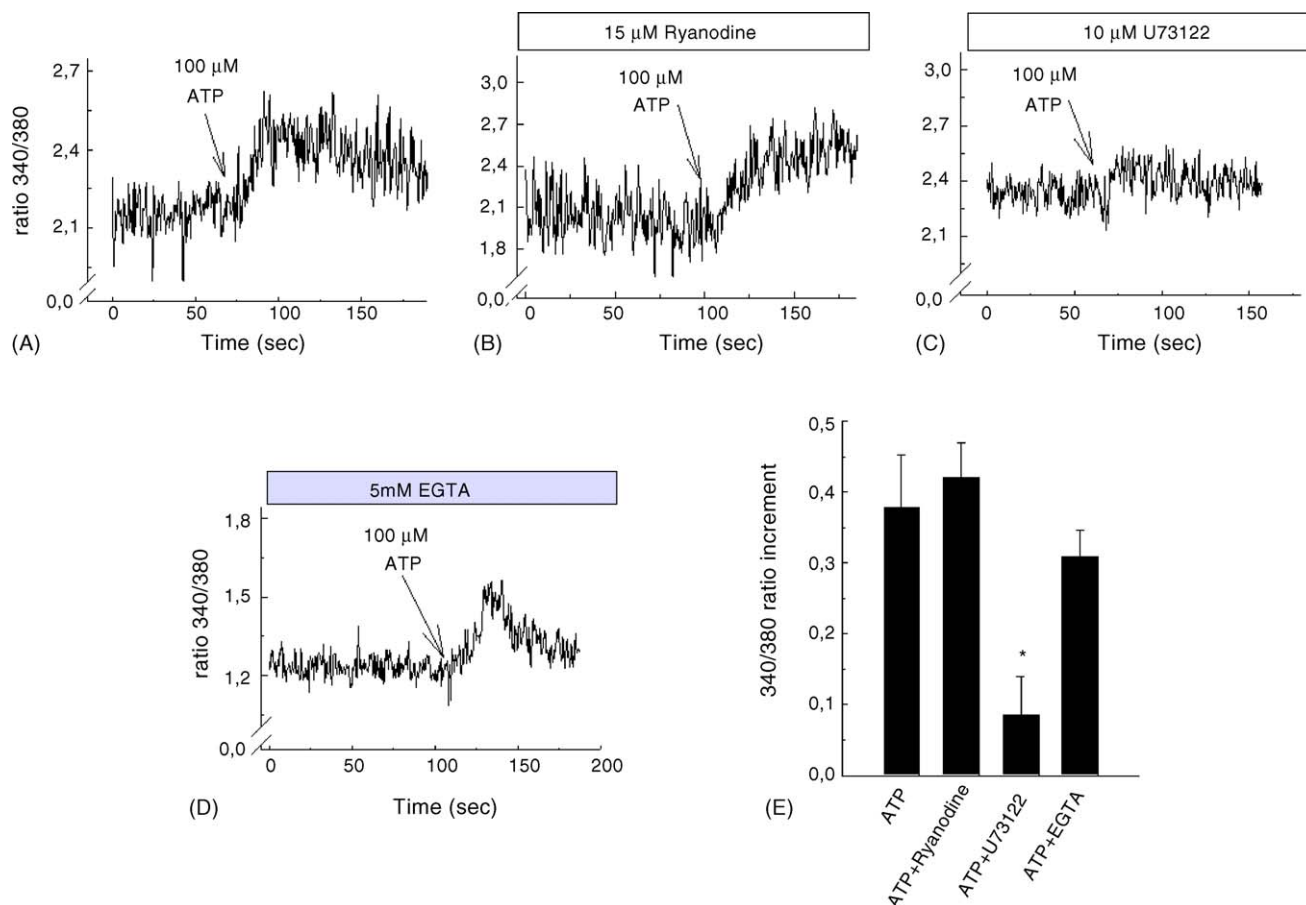 15 μM Ryanodine
10 μM U73122
100 μM
ATP
ratio 340/380
2,7
2,4
2,1
0,0
0
50
100
150
Time (sec)
(A)
100 μM
ATP
3,0
2,7
2,4
2,1
1,8
0,0
0
50
100
150
Time (sec)
(B)
100 μM
ATP
3,0
2,7
2,4
2,1
0,0
0
50
100
150
Time (sec)
(C)
5mM EGTA
100 μM
ATP
ratio 340/380
1,8
1,5
1,2
0,0
0
50
100
150
200
Time (sec)
(D)
340/380 ratio increment
0,5
0,4
0,3
0,2
0,1
0,0
*
ATP
ATP+Ryanodine
ATP+U73122
ATP+EGTA
(E)